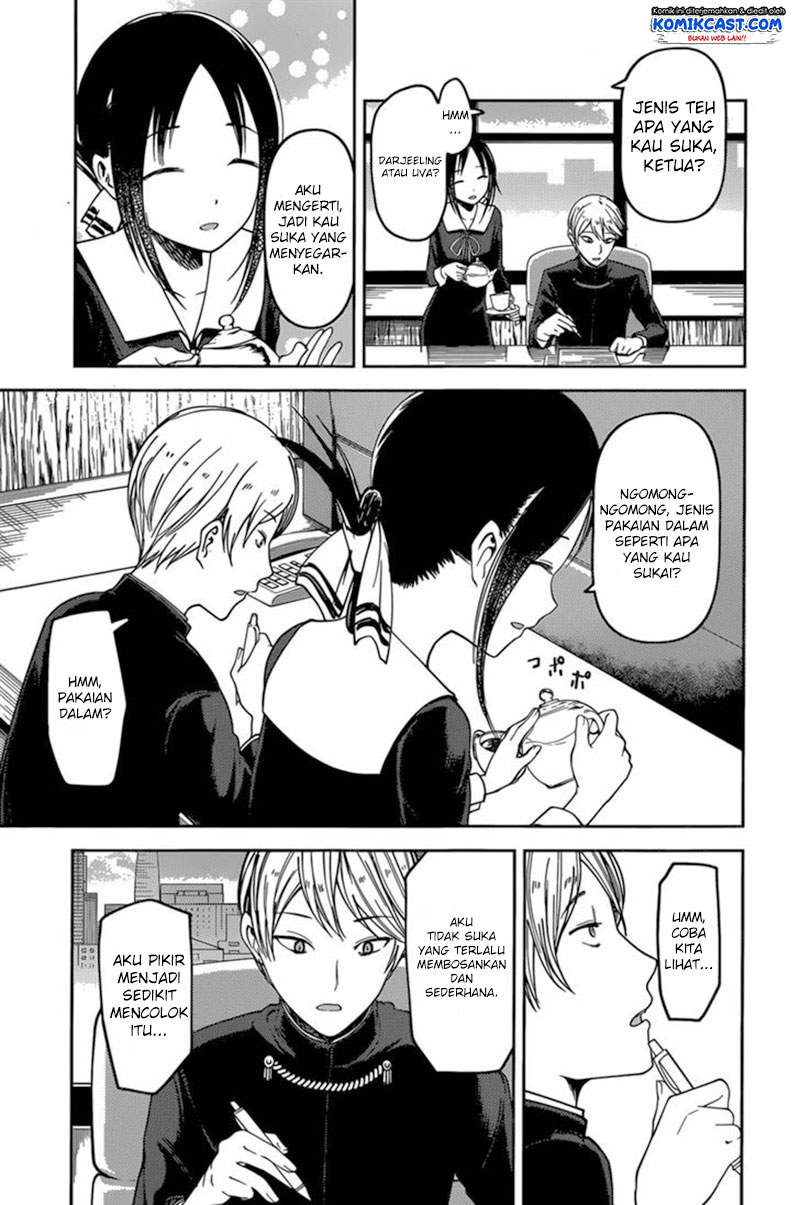 Komik ini diterjemahkan & diedit oleh
KOMIKCAST.COM
BUKAN WEB LAIN!!
JENIS TEH
APA YANG
KAU SUKA,
KETUA?
HMM
...
DARJEELING
ATAU UVA?
AKU
MENGERTI,
JADI KAU
SUKA YANG
MENYEGAR-
KAN.
NGOMONG-
NGOMONG, JENIS
PAKAIAN DALAM
SEPERTI APA
YANG KAU
SUKAI?
コポポ
HMM,
PAKAIAN
DALAM?
UMM,
COBA
KITA
LIHAT...
AKU
TIDAK SUKA
YANG TERLALU
MEMBOSANKAN
DAN
SEDERHANA.
AKU PIKIR
MENJADI
SEDIKIT
MENCOLOK
ITU...